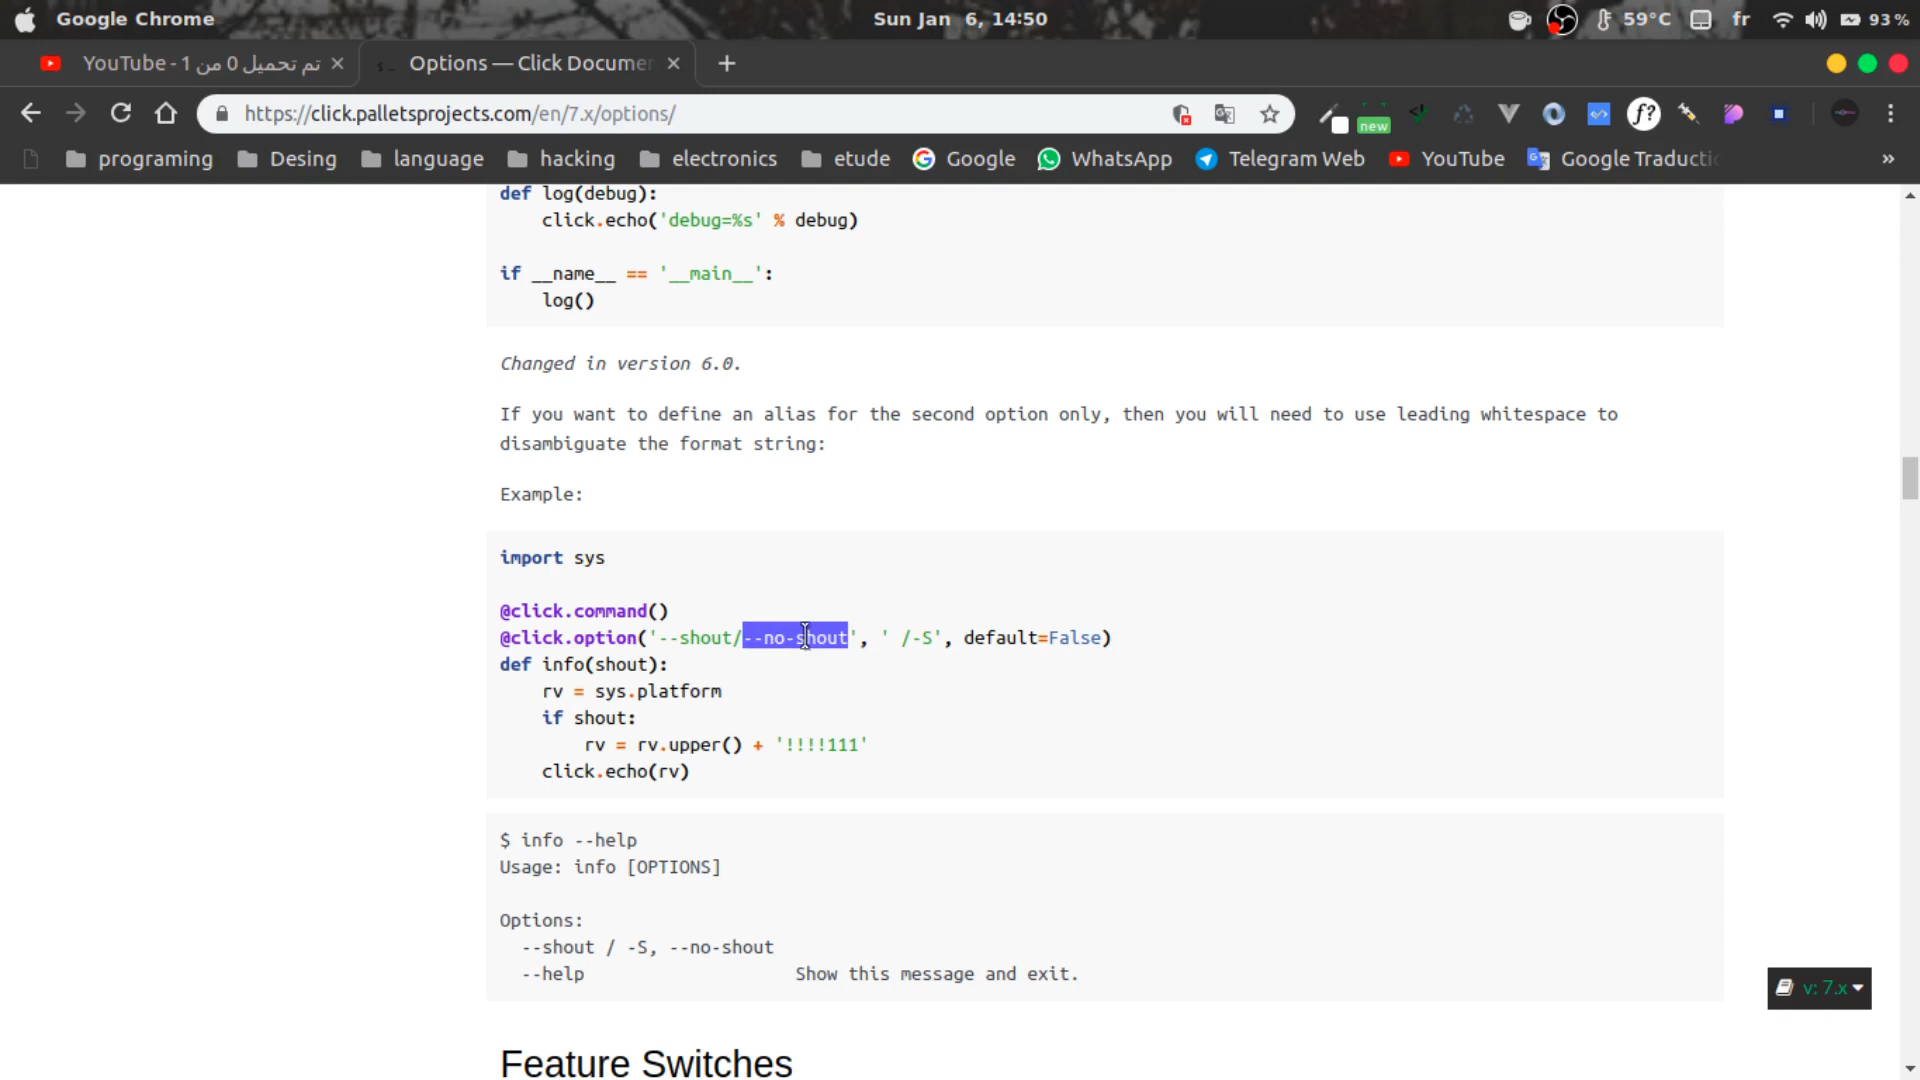 Google Chrome
Sun Jan 6, 14:50
59°C fr 93 %
YouTube - تم تحميل 0 من 1
Options — Click Documen
https://click.palletsprojects.com/en/7.x/options/
f?
new
programing Desing language hacking electronics etude Google WhatsApp Telegram Web YouTube Google Traductio »
def log(debug):
click.echo('debug=%s' % debug)
if __name__ == '__main__':
log()
Changed in version 6.0.
If you want to define an alias for the second option only, then you will need to use leading whitespace to
disambiguate the format string:
Example:
import sys
@click.command()
@click.option('--shout/--no-shout', ' /-S', default=False)
def info(shout):
rv = sys.platform
if shout:
rv = rv.upper() + '!!!!111'
click.echo(rv)
$ info --help
Usage: info [OPTIONS]
Options:
--shout / -S, --no-shout
--help Show this message and exit.
v: 7.x
Feature Switches